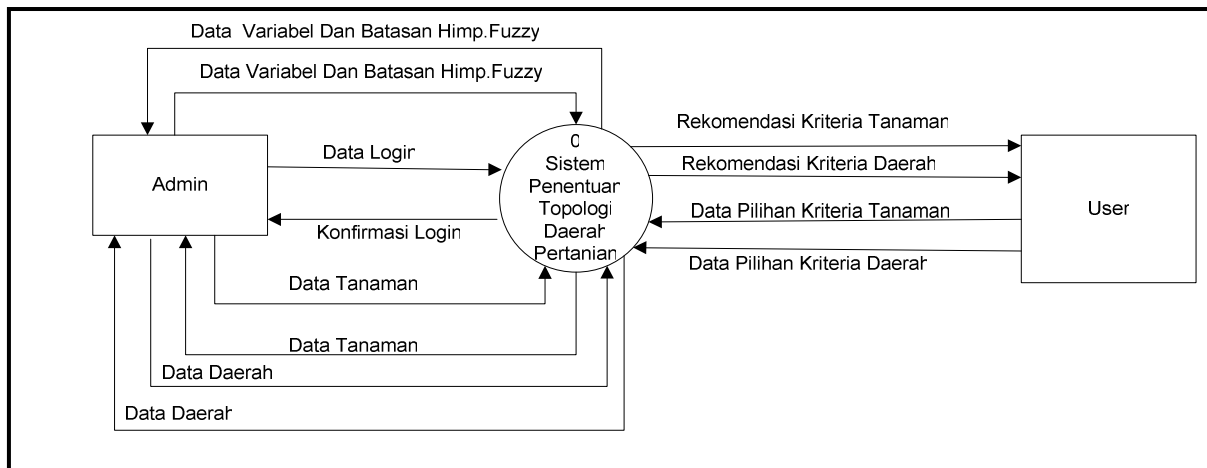 Data Variabel Dan Batasan Himp.Fuzzy
Data Variabel Dan Batasan Himp.Fuzzy
Admin
Data Login
Konfirmasi Login
Data Tanaman
Data Tanaman
Data Daerah
Data Daerah
0
Sistem
Penentuan
Topologi
Daerah
Pertanian
Rekomendasi Kriteria Tanaman
Rekomendasi Kriteria Daerah
Data Pilihan Kriteria Tanaman
Data Pilihan Kriteria Daerah
User